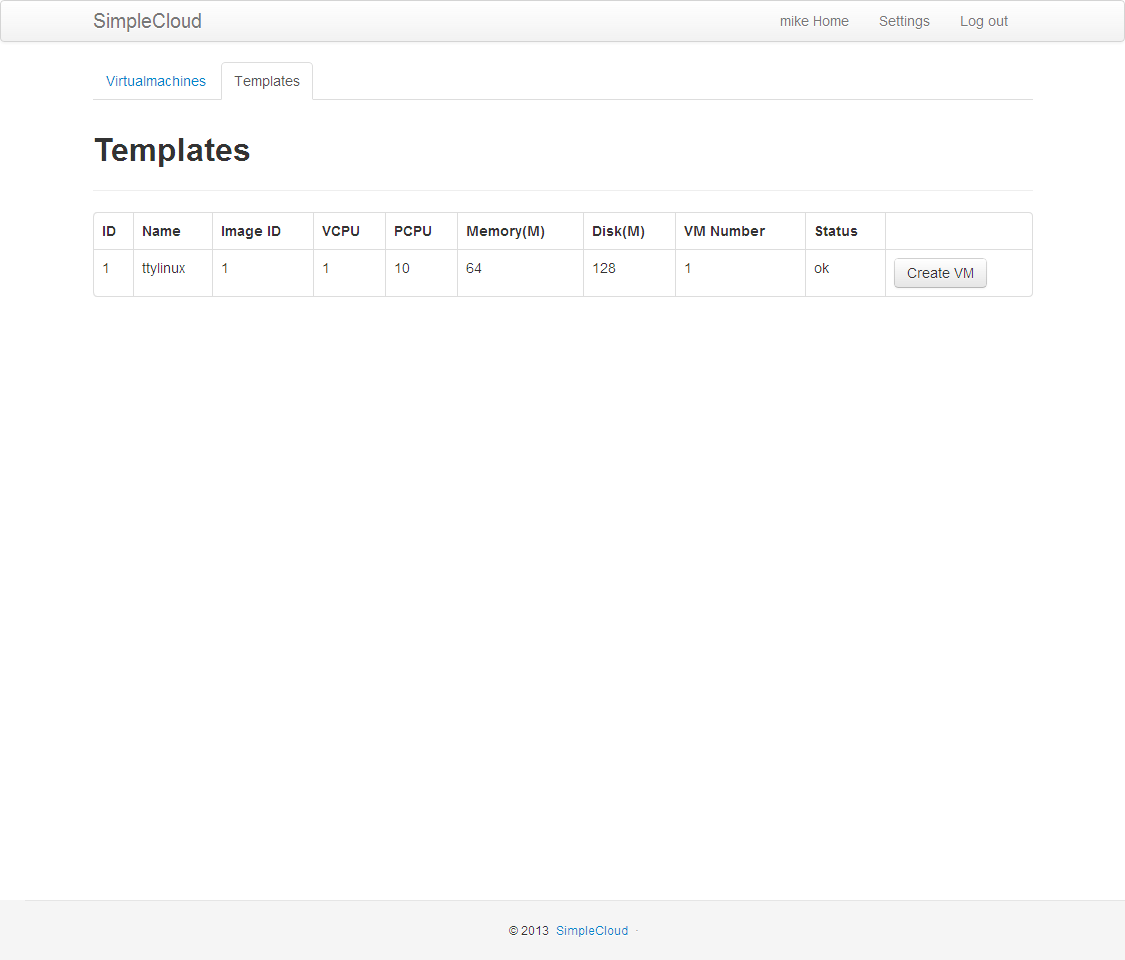 SimpleCloud mike Home Settings Log out
Virtualmachines Templates
Templates
ID Name Image ID VCPU PCPU Memory(M) Disk(M) VM Number Status
1 ttylinux 1 1 10 64 128 1 ok Create VM
© 2013 SimpleCloud -